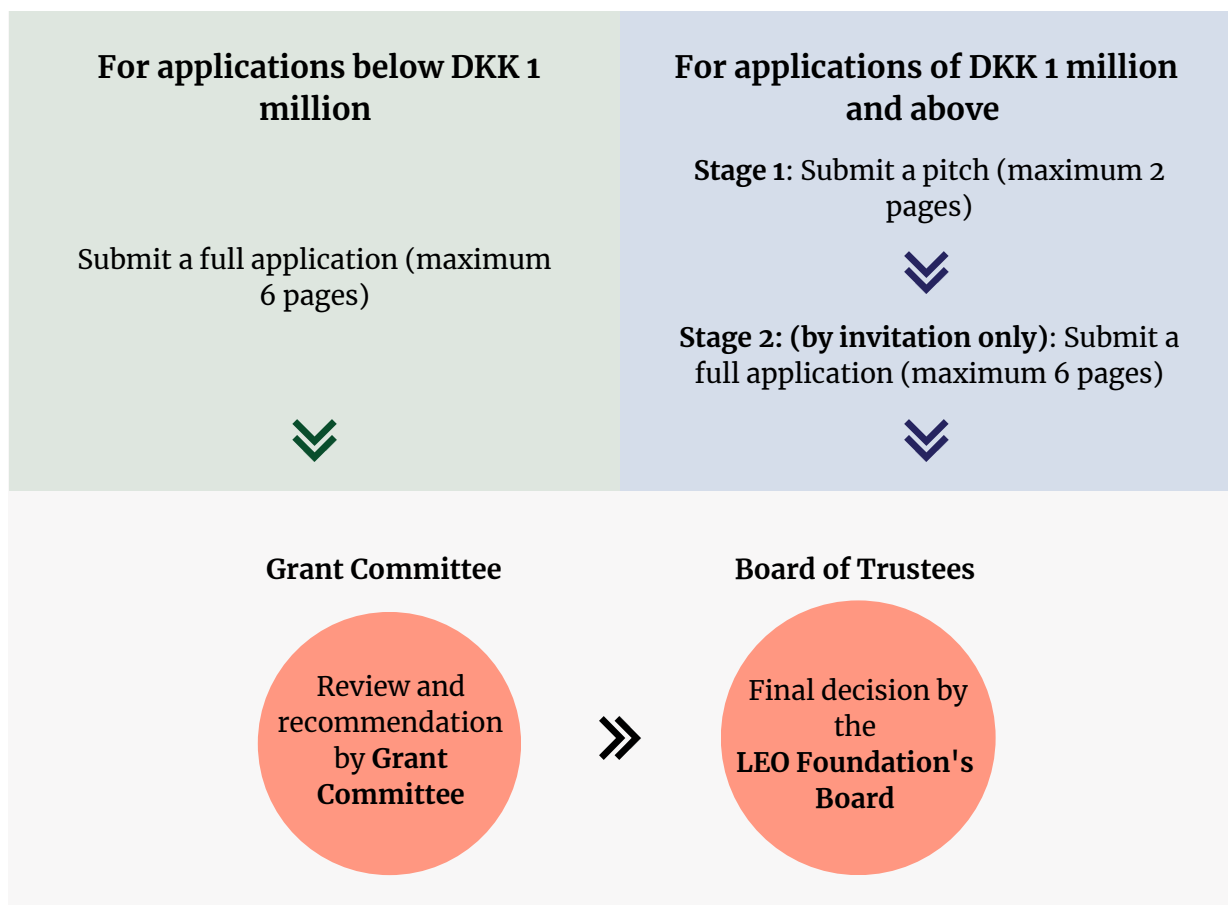 For applications below DKK 1
million
Submit a full application (maximum
6 pages)
For applications of DKK 1 million
and above
Stage 1: Submit a pitch (maximum 2
pages)
Stage 2: (by invitation only): Submit a
full application (maximum 6 pages)
Grant Committee
Review and
recommendation
by Grant
Committee
Board of Trustees
Final decision by
the
LEO Foundation's
Board